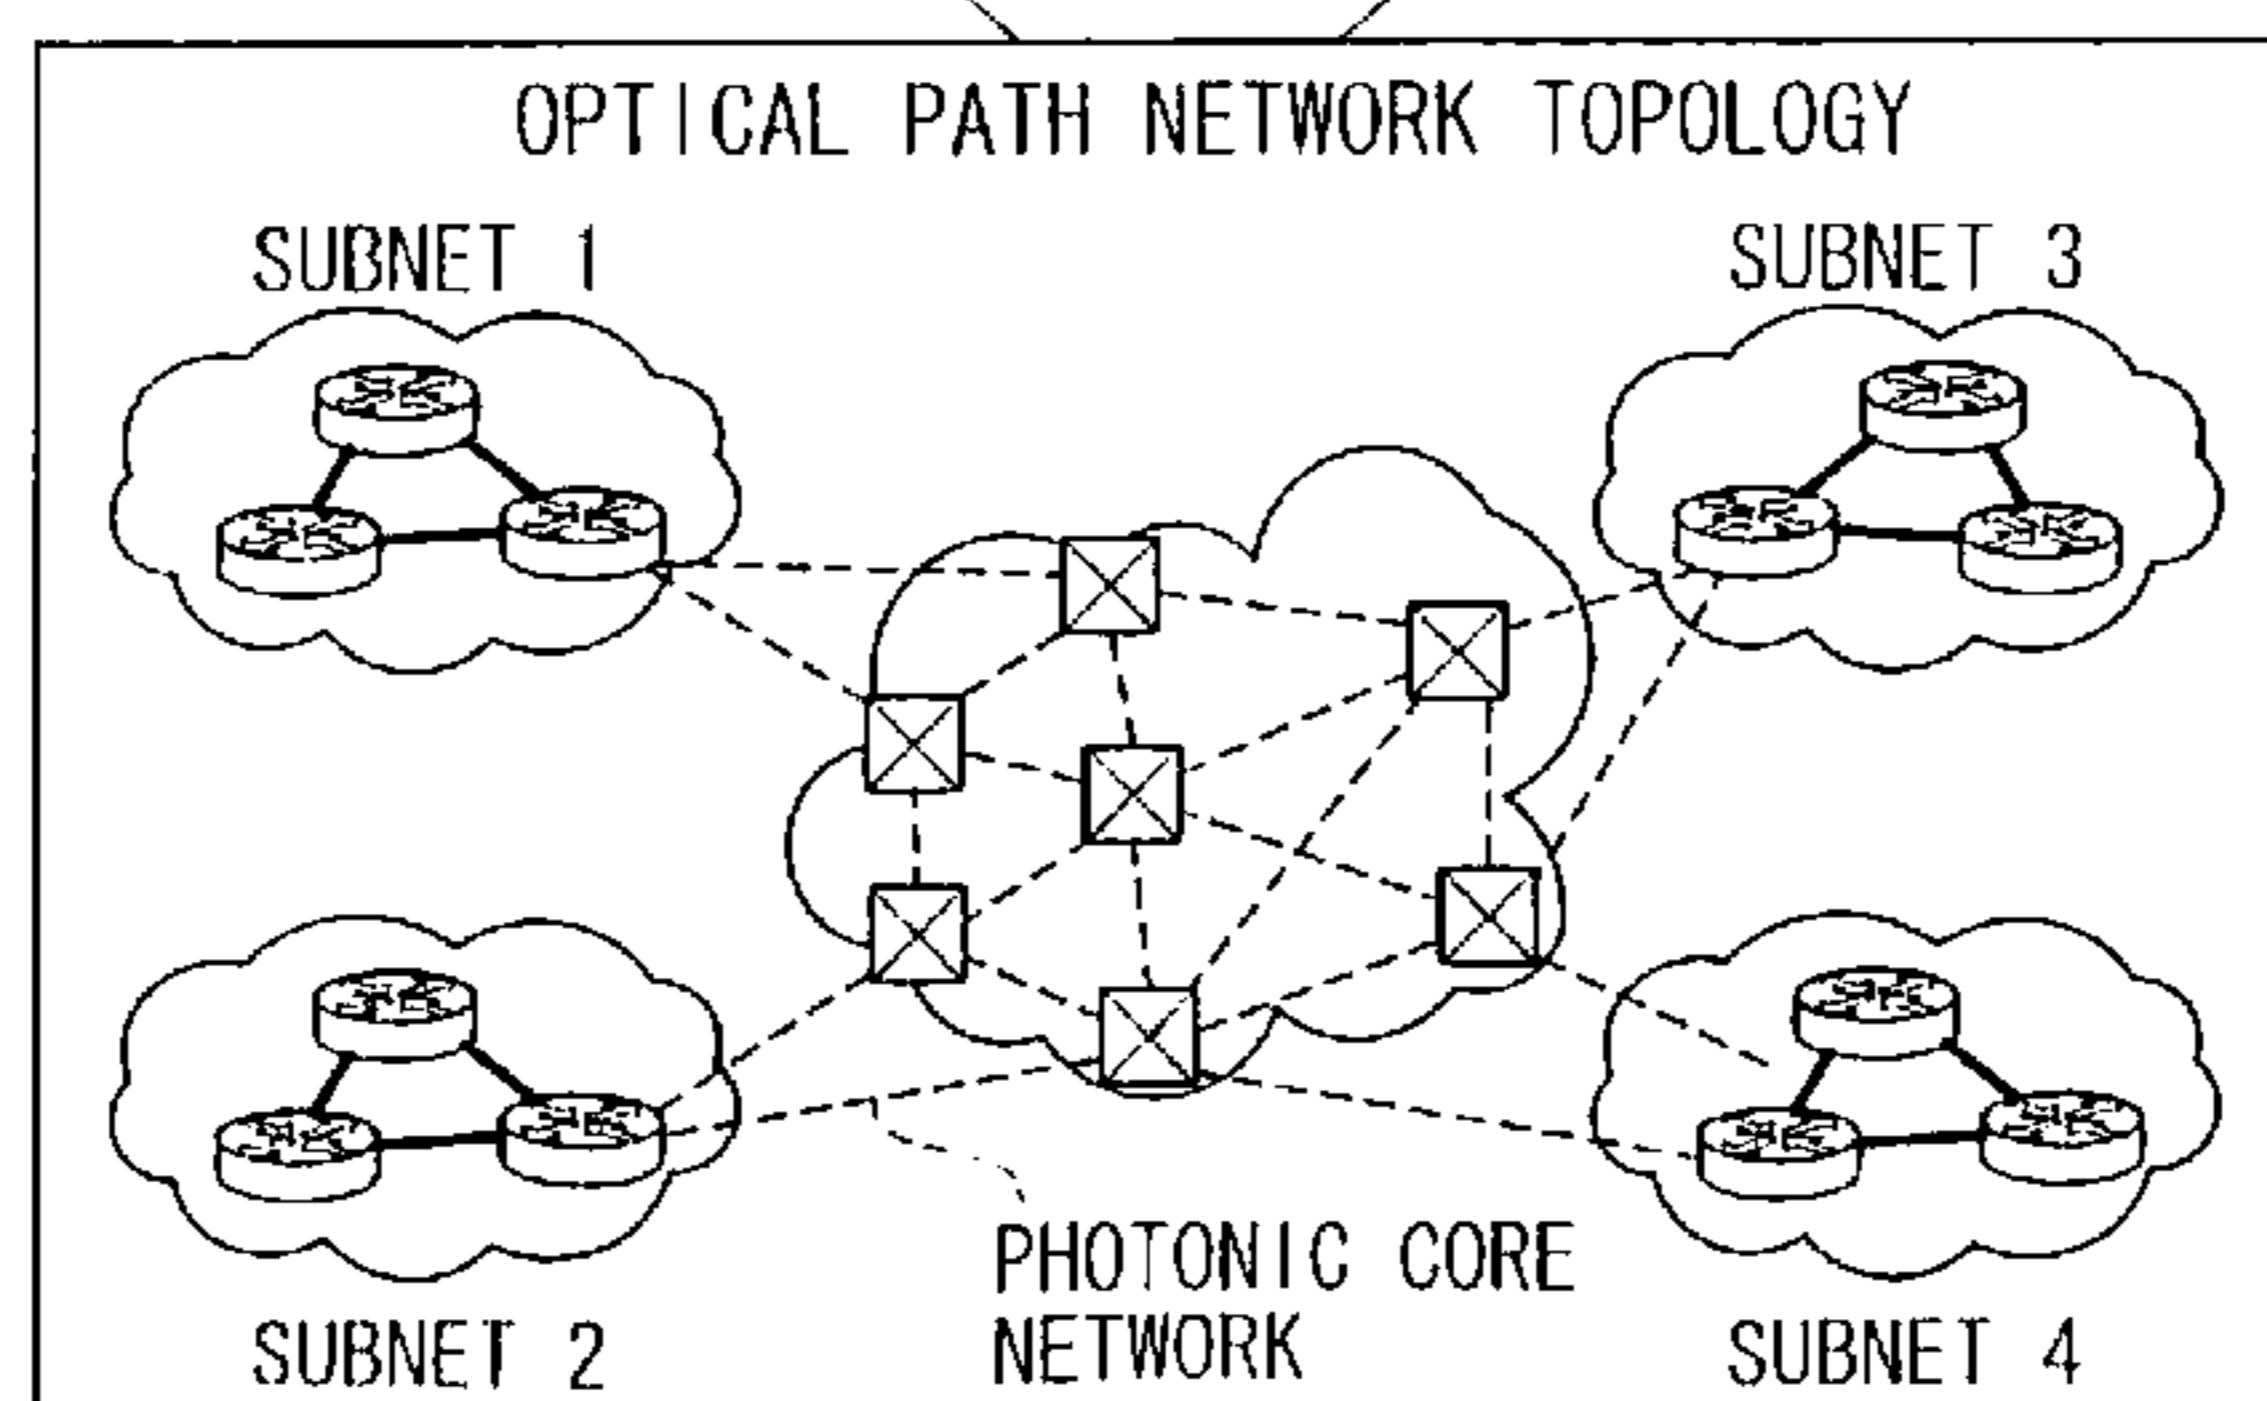 OPTICAL PATH NETWORK TOPOLOGY
SUBNET 1
SUBNET 3
PHOTONIC CORE
NETWORK
SUBNET 2
SUBNET 4